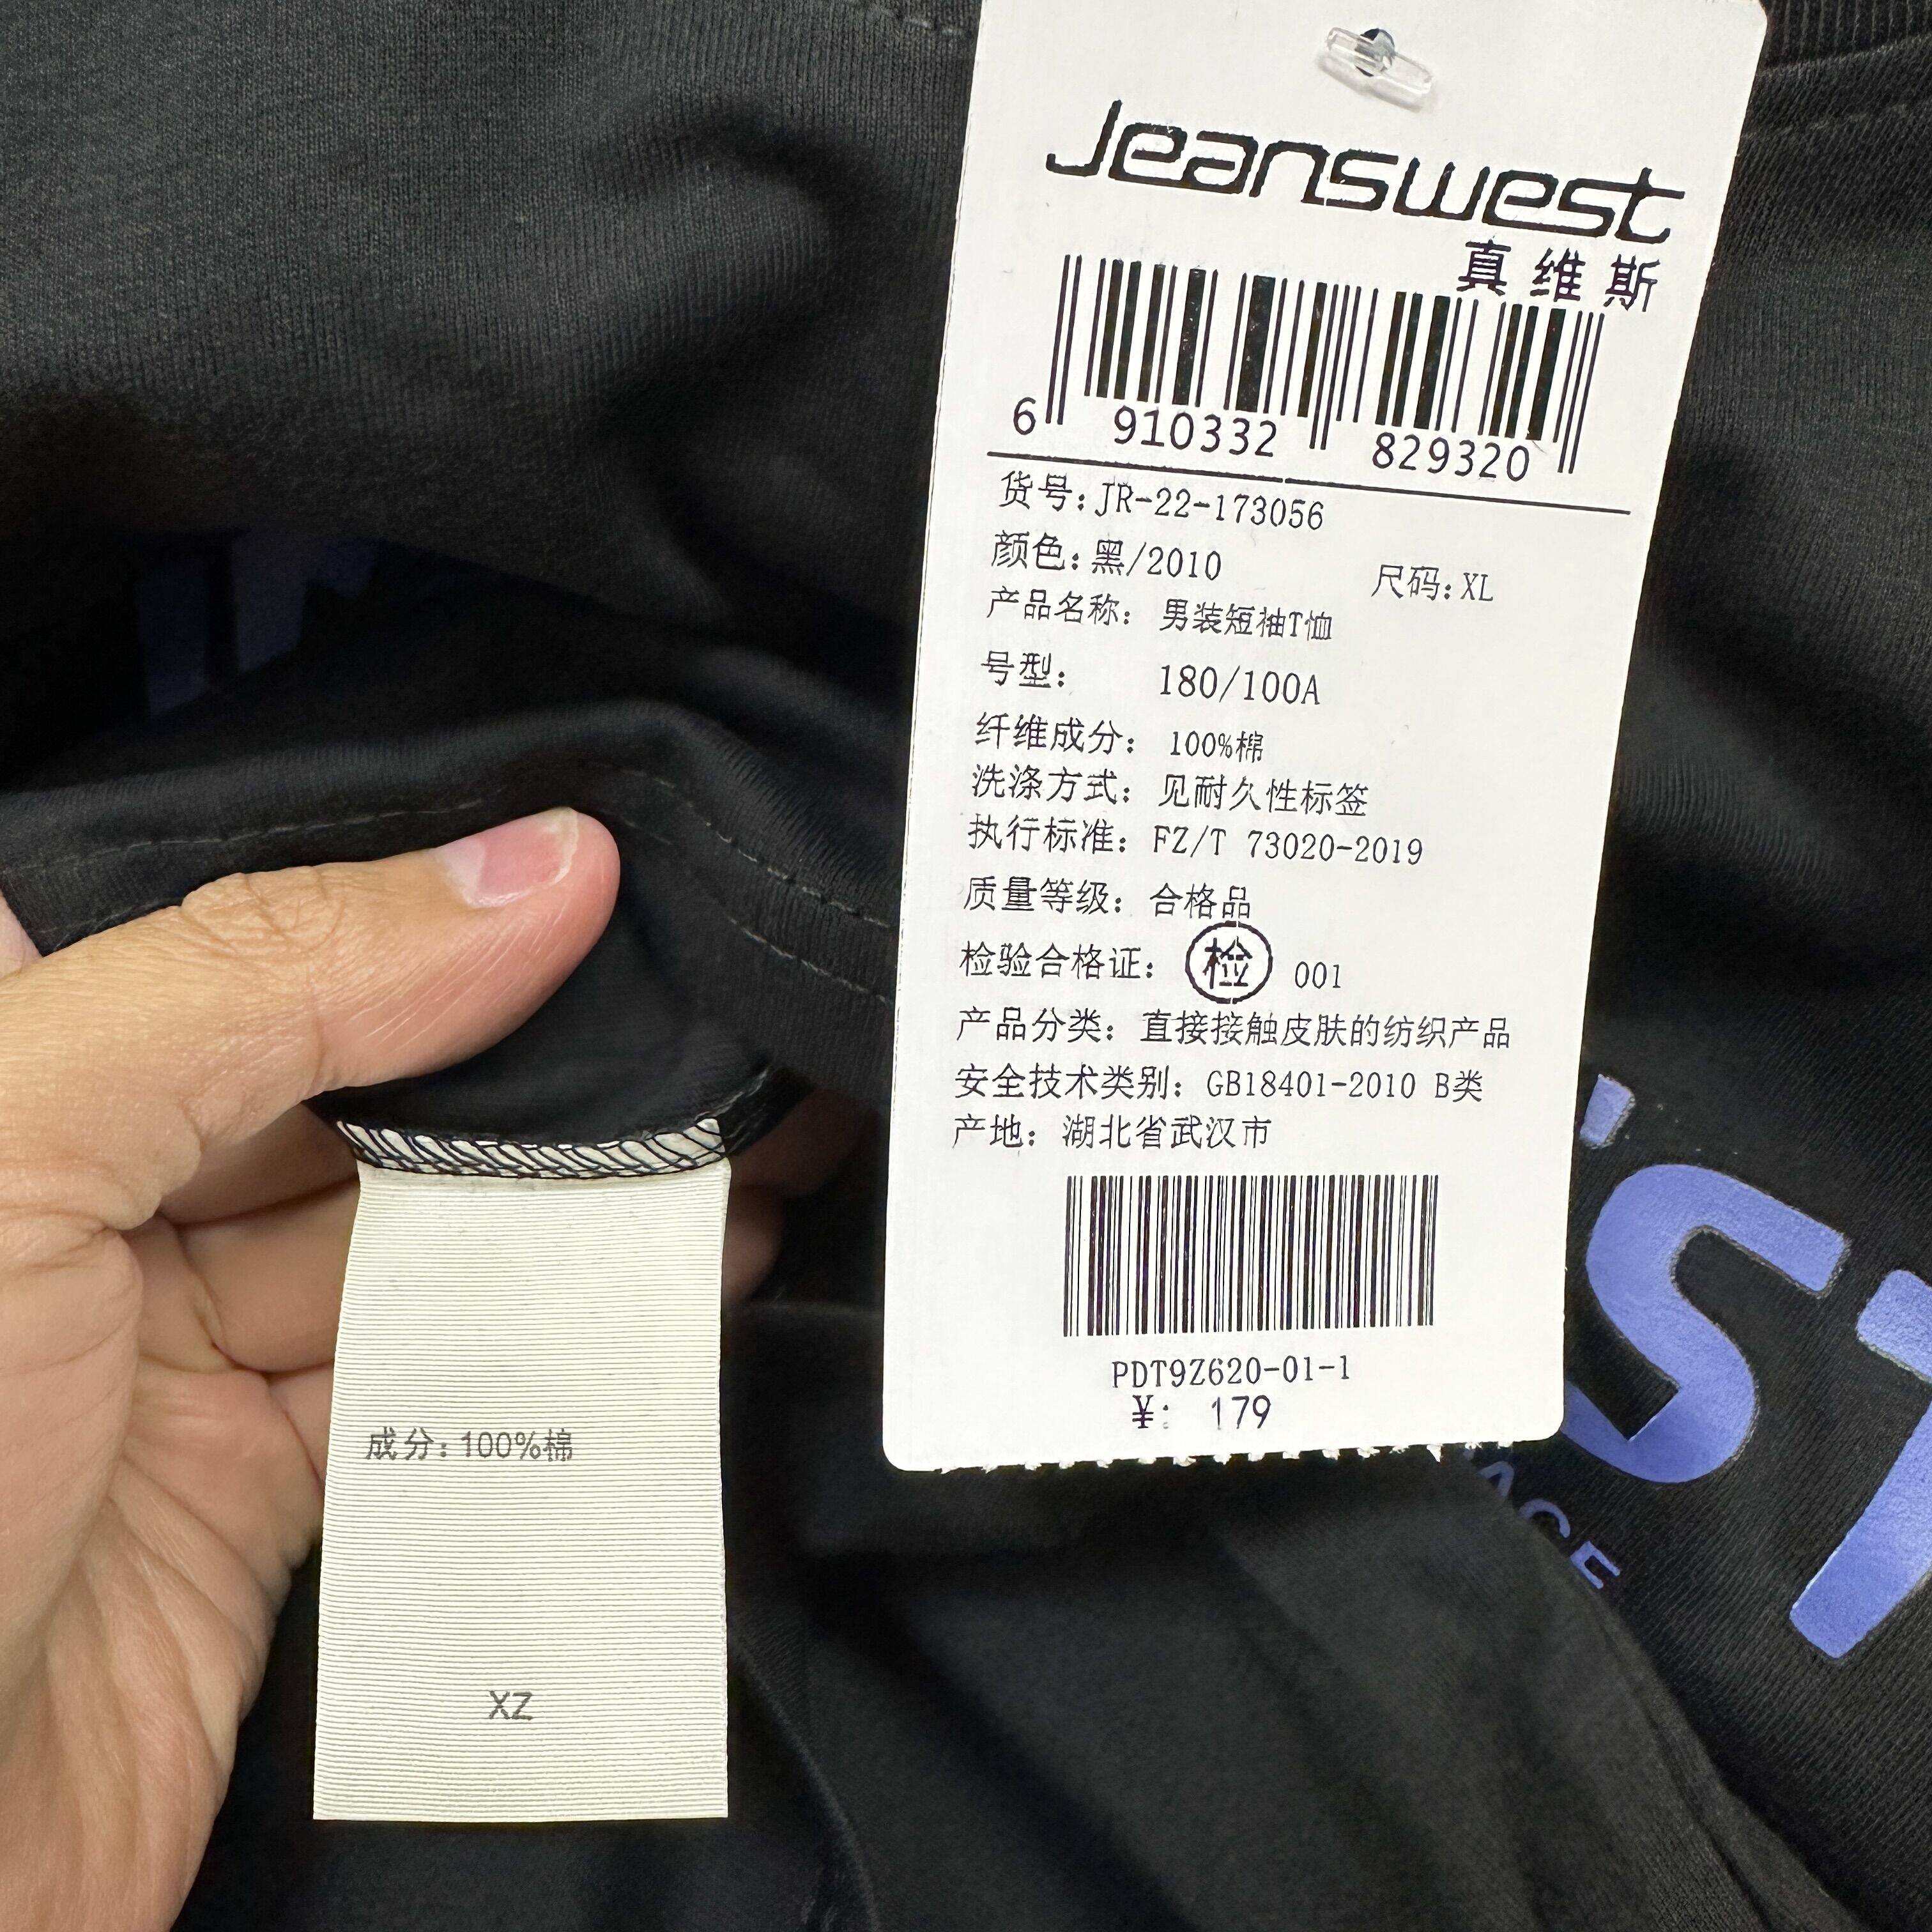 Jeanswest
真维斯
6 910332 829320
货号:JR-22-173056
颜色:黑/2010 尺码:XL
产品名称: 男装短袖T恤
号型: 180/100A
纤维成分: 100%棉
洗涤方式: 见耐久性标签
执行标准: FZ/T 73020-2019
质量等级: 合格品
检验合格证: 检 001
产品分类: 直接接触皮肤的纺织产品
安全技术类别: GB18401-2010 B类
产地: 湖北省武汉市
PDT9Z620-01-1
¥: 179
成分:100%棉
XZ